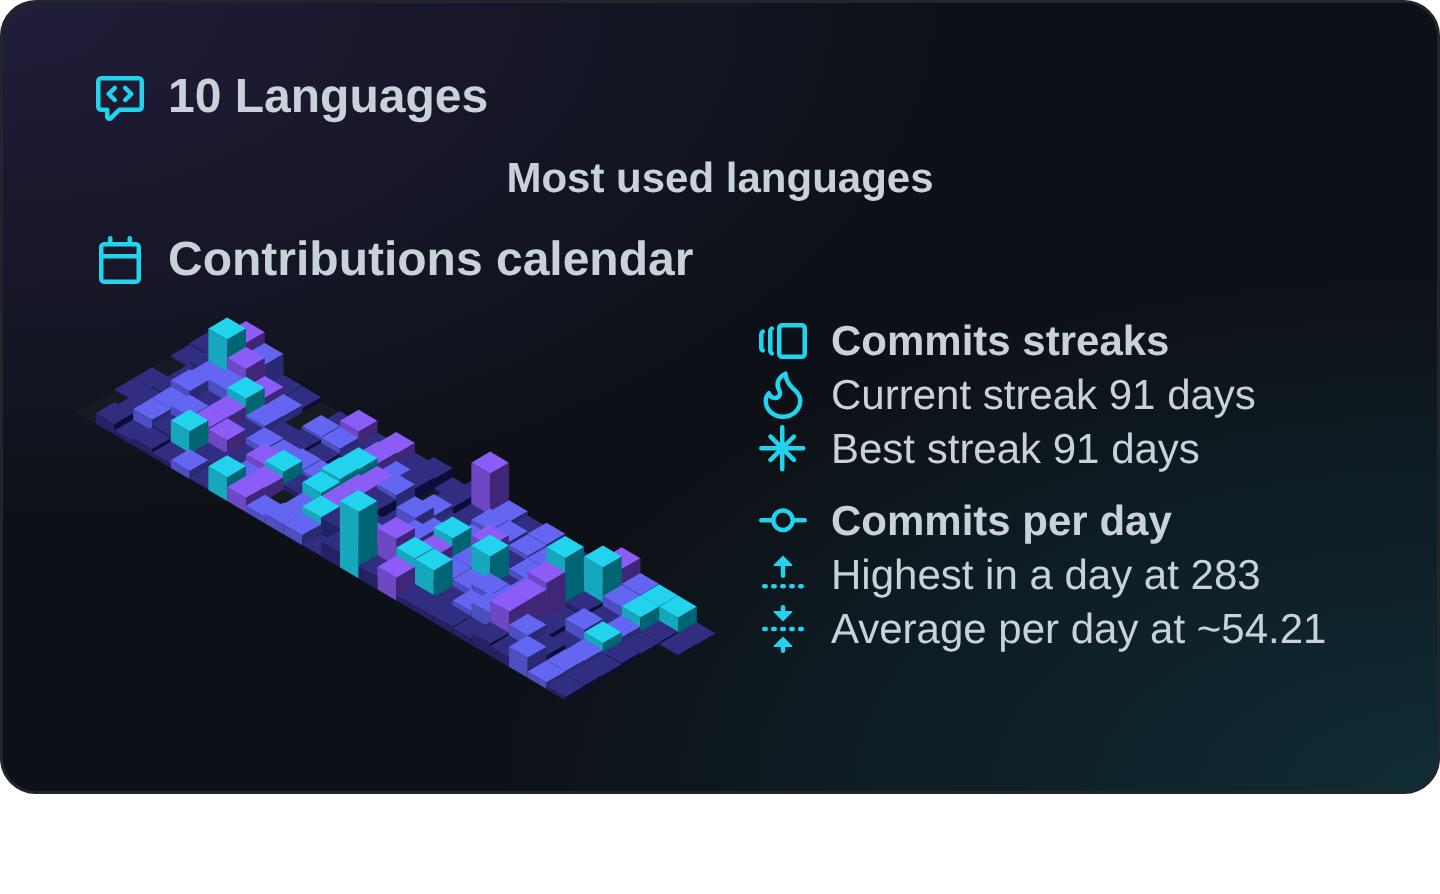 10 Languages
Most used languages
Contributions calendar
Commits streaks
Current streak 91 days
Best streak 91 days
Commits per day
Highest in a day at 283
Average per day at ~54.21